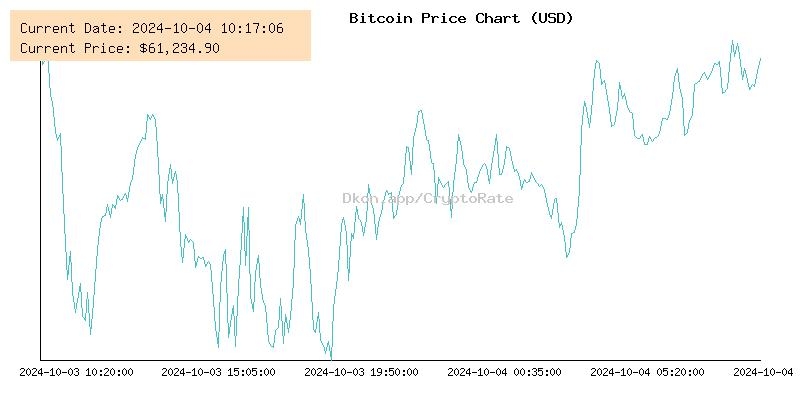 Bitcoin Price Chart (USD)
Current Date: 2024-10-04 10:17:06
Current Price: $61,234.90
Dkon.app/CryptoRate
2024-10-03 10:20:00 2024-10-03 15:05:00 2024-10-03 19:50:00 2024-10-04 00:35:00 2024-10-04 05:20:00 2024-10-04